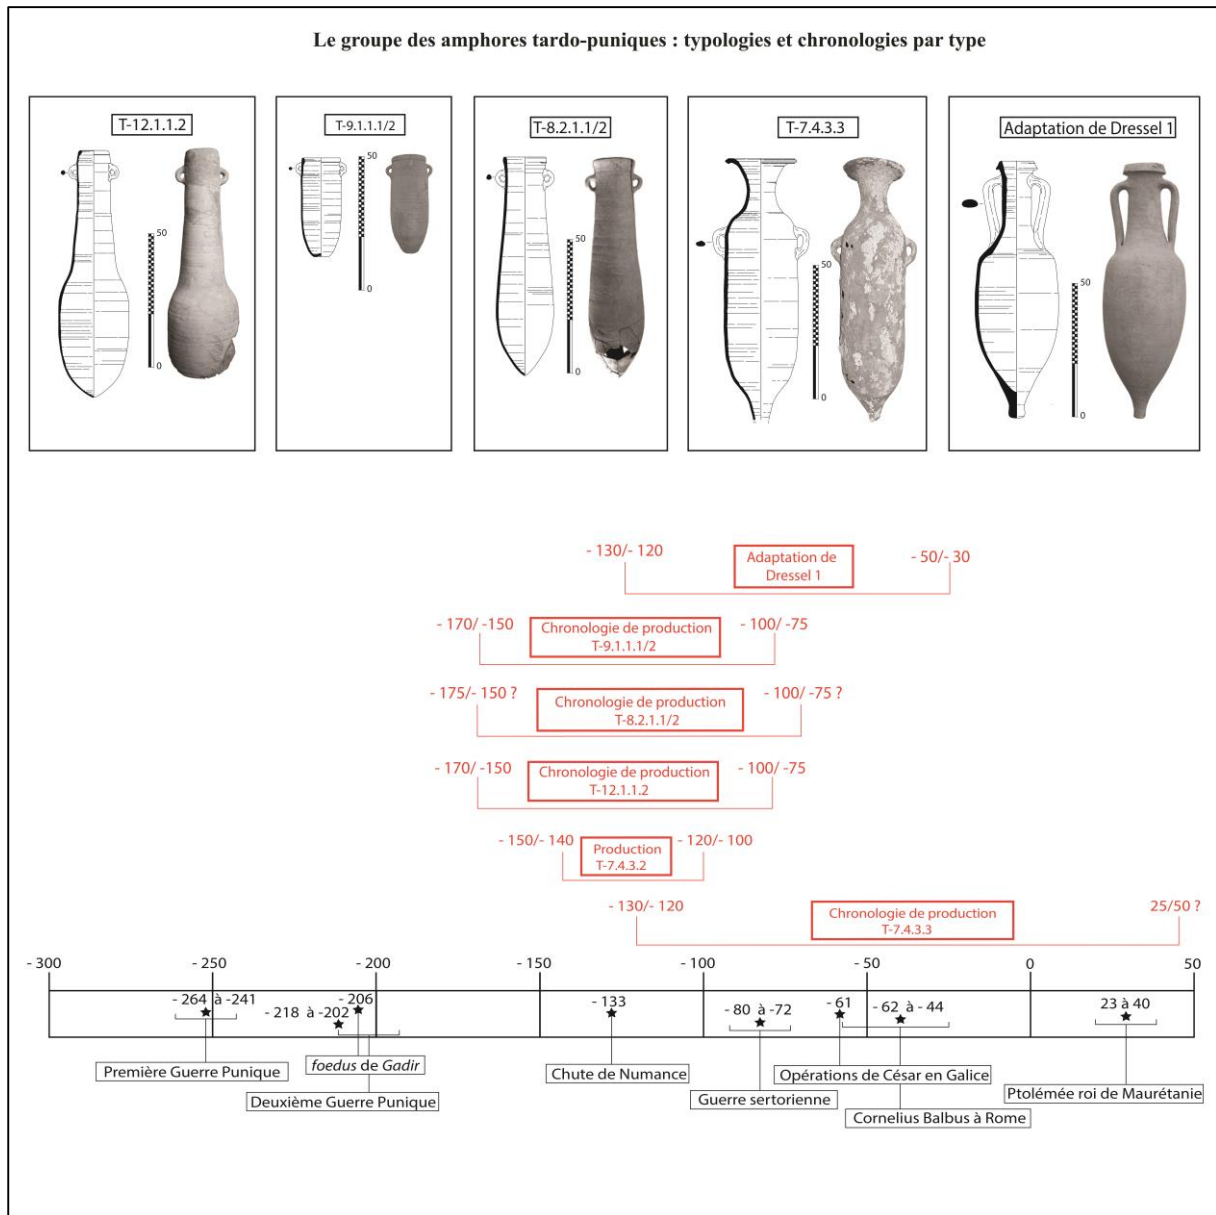 Le groupe des amphores tardo-puniques : typologies et chronologies par type
T-12.1.1.2
T-9.1.1.1/2
T-8.2.1.1/2
T-7.4.3.3
Adaptation de Dressel 1
50
0
50
0
50
0
50
0
50
0
- 130/- 120
Adaptation de
Dressel 1
- 50/- 30
- 170/ -150
Chronologie de production
T-9.1.1.1/2
- 100/ -75
- 175/- 150 ?
Chronologie de production
T-8.2.1.1/2
- 100/ -75 ?
- 170/ -150
Chronologie de production
T-12.1.1.2
- 100/ -75
- 150/- 140
Production
T-7.4.3.2
- 120/- 100
- 130/- 120
Chronologie de production
T-7.4.3.3
25/50 ?
- 300
- 250
- 200
- 150
- 100
- 50
0
50
- 264 à -241
- 218 à -202
- 206
- 133
- 80 à -72
- 61
- 62 à - 44
23 à 40
Première Guerre Punique
foedus de Gadir
Deuxième Guerre Punique
Chute de Numance
Guerre sertorienne
Opérations de César en Galice
Cornelius Balbus à Rome
Ptolémée roi de Maurétanie